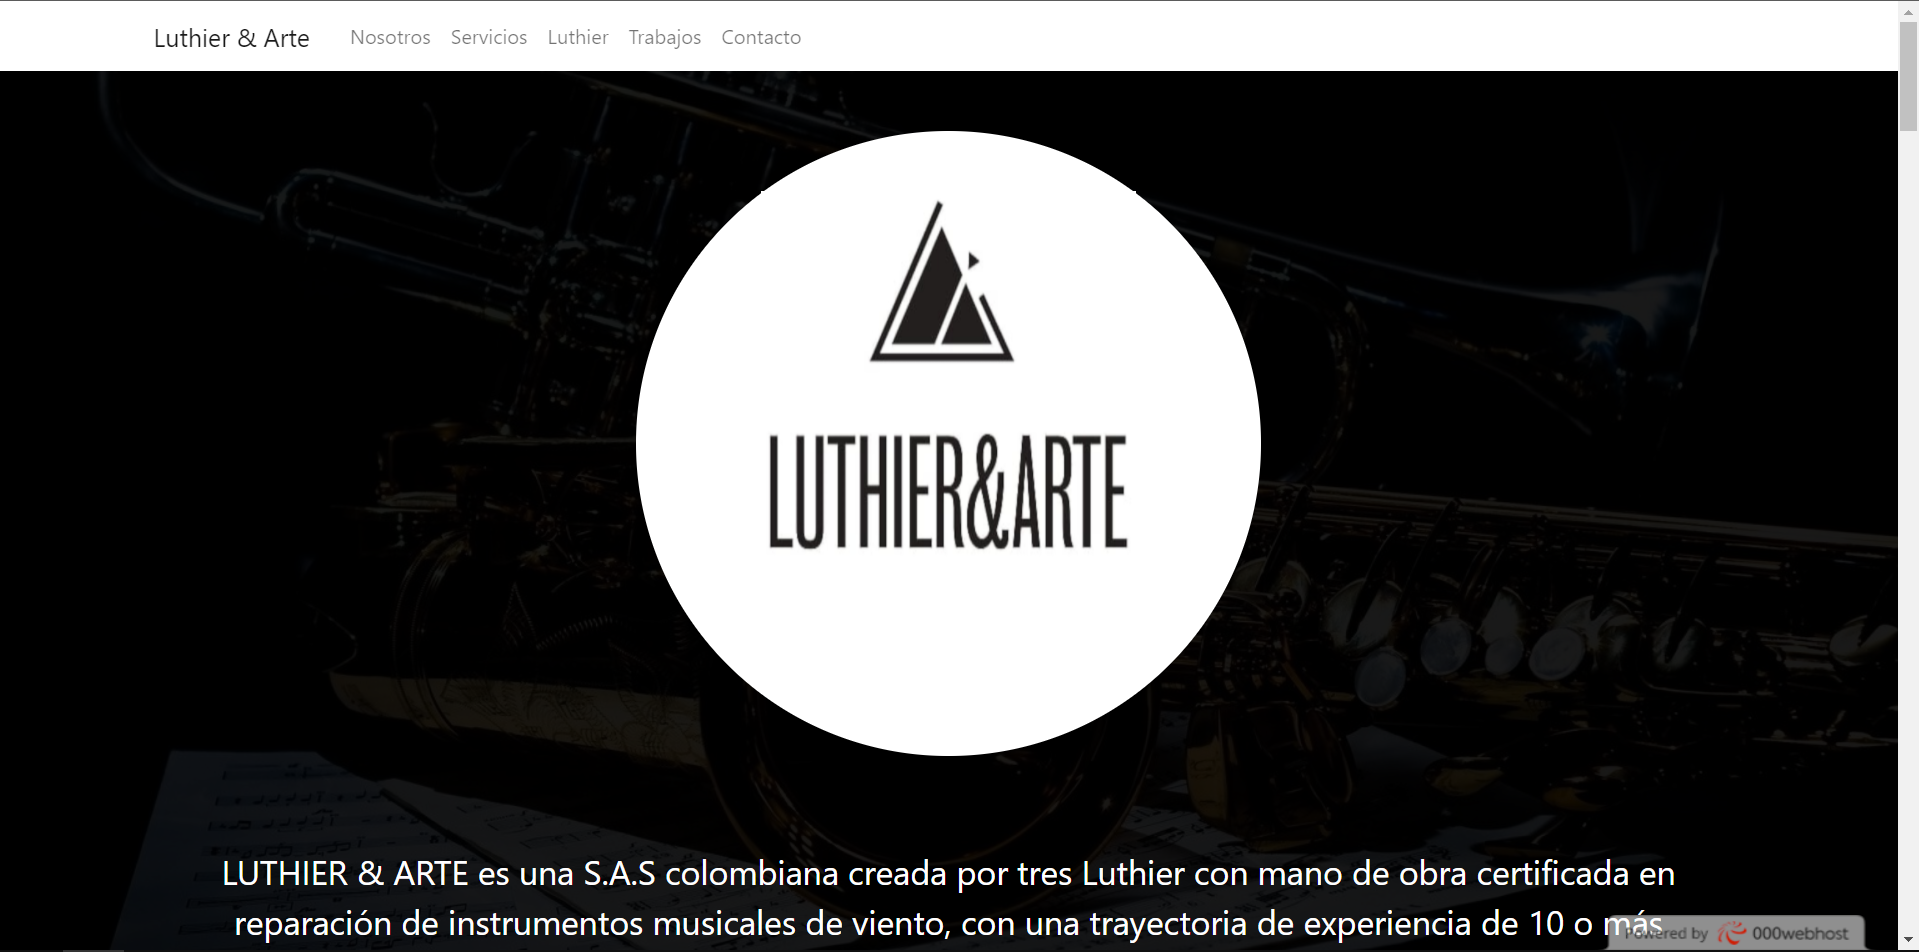 Luthier & Arte Nosotros Servicios Luthier Trabajos Contacto
LUTHIER&ARTE
LUTHIER & ARTE es una S.A.S colombiana creada por tres Luthier con mano de obra certificada en
reparación de instrumentos musicales de viento, con una trayectoria de experiencia de 10 o más
Powered by 000webhost